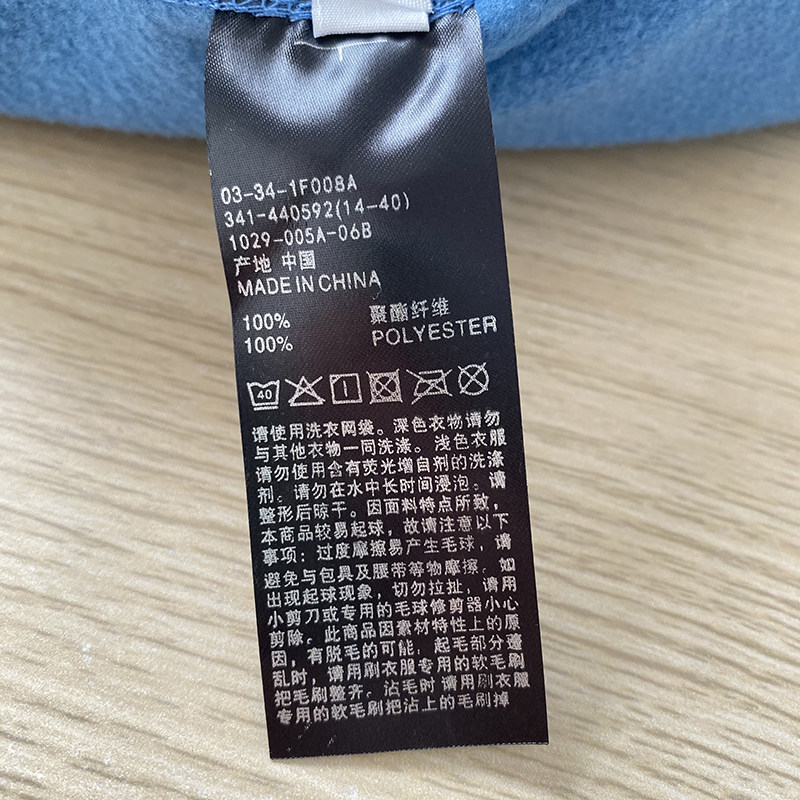 03-34-1F008A
341-440592(14-40)
1029-005A-06B
产地 中国
MADE IN CHINA
100% 聚酯纤维
100% POLYESTER
40
请使用洗衣网袋。深色衣物请勿
与其他衣物一同洗涤。浅色衣服
请勿使用含有荧光增自剂的洗涤
剂。请勿在水中长时间浸泡。请
整形后晾干。因面料特点所致，
本商品较易起球，故请注意以下
事项：过度摩擦易产生毛球，请
避免与包具及腰带等物摩擦。如
出现起球现象，切勿拉扯，请用
小剪刀或专用的毛球修剪器小心
剪除。此商品因素材特性上的原
因，有脱毛的可能。起毛部分蓬
乱时，请用刷衣服专用的软毛刷
把毛刷整齐。沾毛时请用刷衣服
专用的软毛刷把沾上的毛刷掉